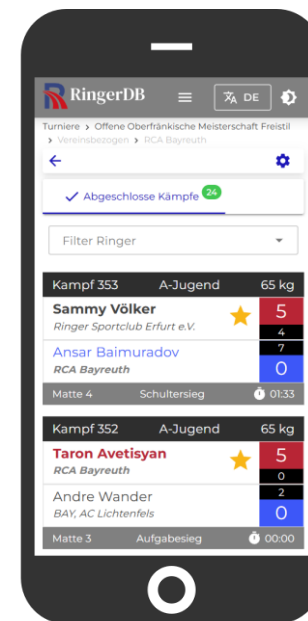 RingerDB
DE
Turniere > Offene Oberfränkische Meisterschaft Freistil
> Vereinsbezogen > RCA Bayreuth
Abgeschlosse Kämpfe 24
Filter Ringer
Kampf 353 A-Jugend 65 kg
Sammy Völker 5
Ringer Sportclub Erfurt e.V. 4
Ansar Baimuradov 7
RCA Bayreuth 0
Matte 4 Schultersieg 01:33
Kampf 352 A-Jugend 65 kg
Taron Avetisyan 5
RCA Bayreuth 0
Andre Wander 2
BAY, AC Lichtenfels 0
Matte 3 Aufgabesieg 00:00